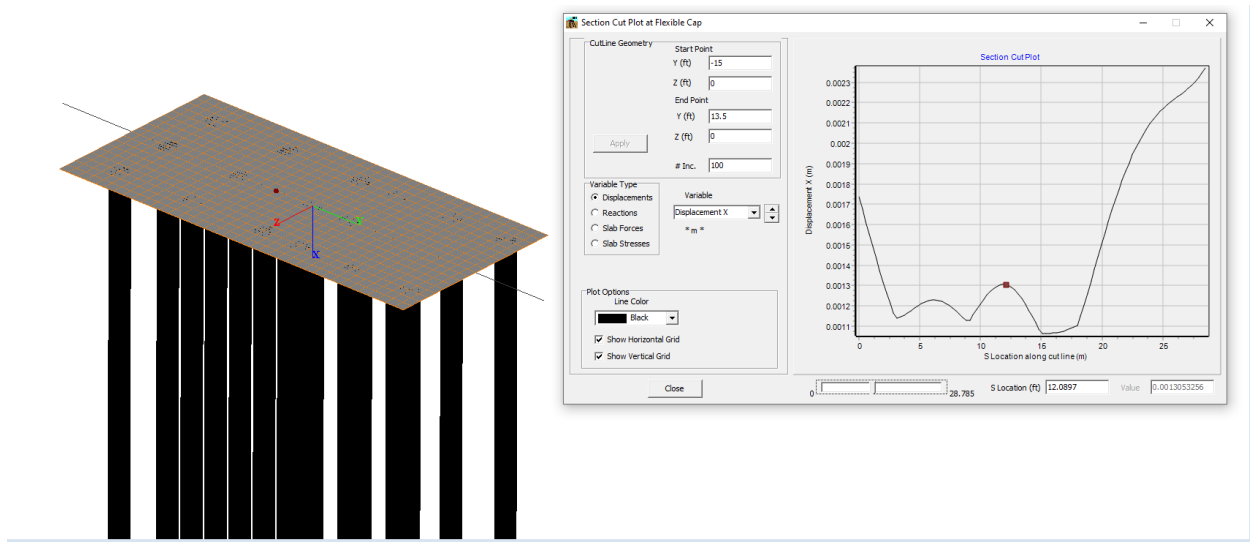 Section Cut Plot at Flexible Cap
CutLine Geometry
Start Point
Y (ft) -15
Z (ft) 0
End Point
Y (ft) 13.5
Z (ft) 0
Apply
# Inc. 100
Variable Type
Displacements
Reactions
Slab Forces
Slab Stresses
Variable
Displacement X
* m *
Plot Options
Line Color
Black
Show Horizontal Grid
Show Vertical Grid
Close
Section Cut Plot
Displacement X (m)
0.0023
0.0022
0.0021
0.002
0.0019
0.0018
0.0017
0.0016
0.0015
0.0014
0.0013
0.0012
0.0011
0 5 10 15 20 25
S Location along cut line (m)
0 28.785
S Location (ft) 12.0897 Value 0.0013053256
Z
X